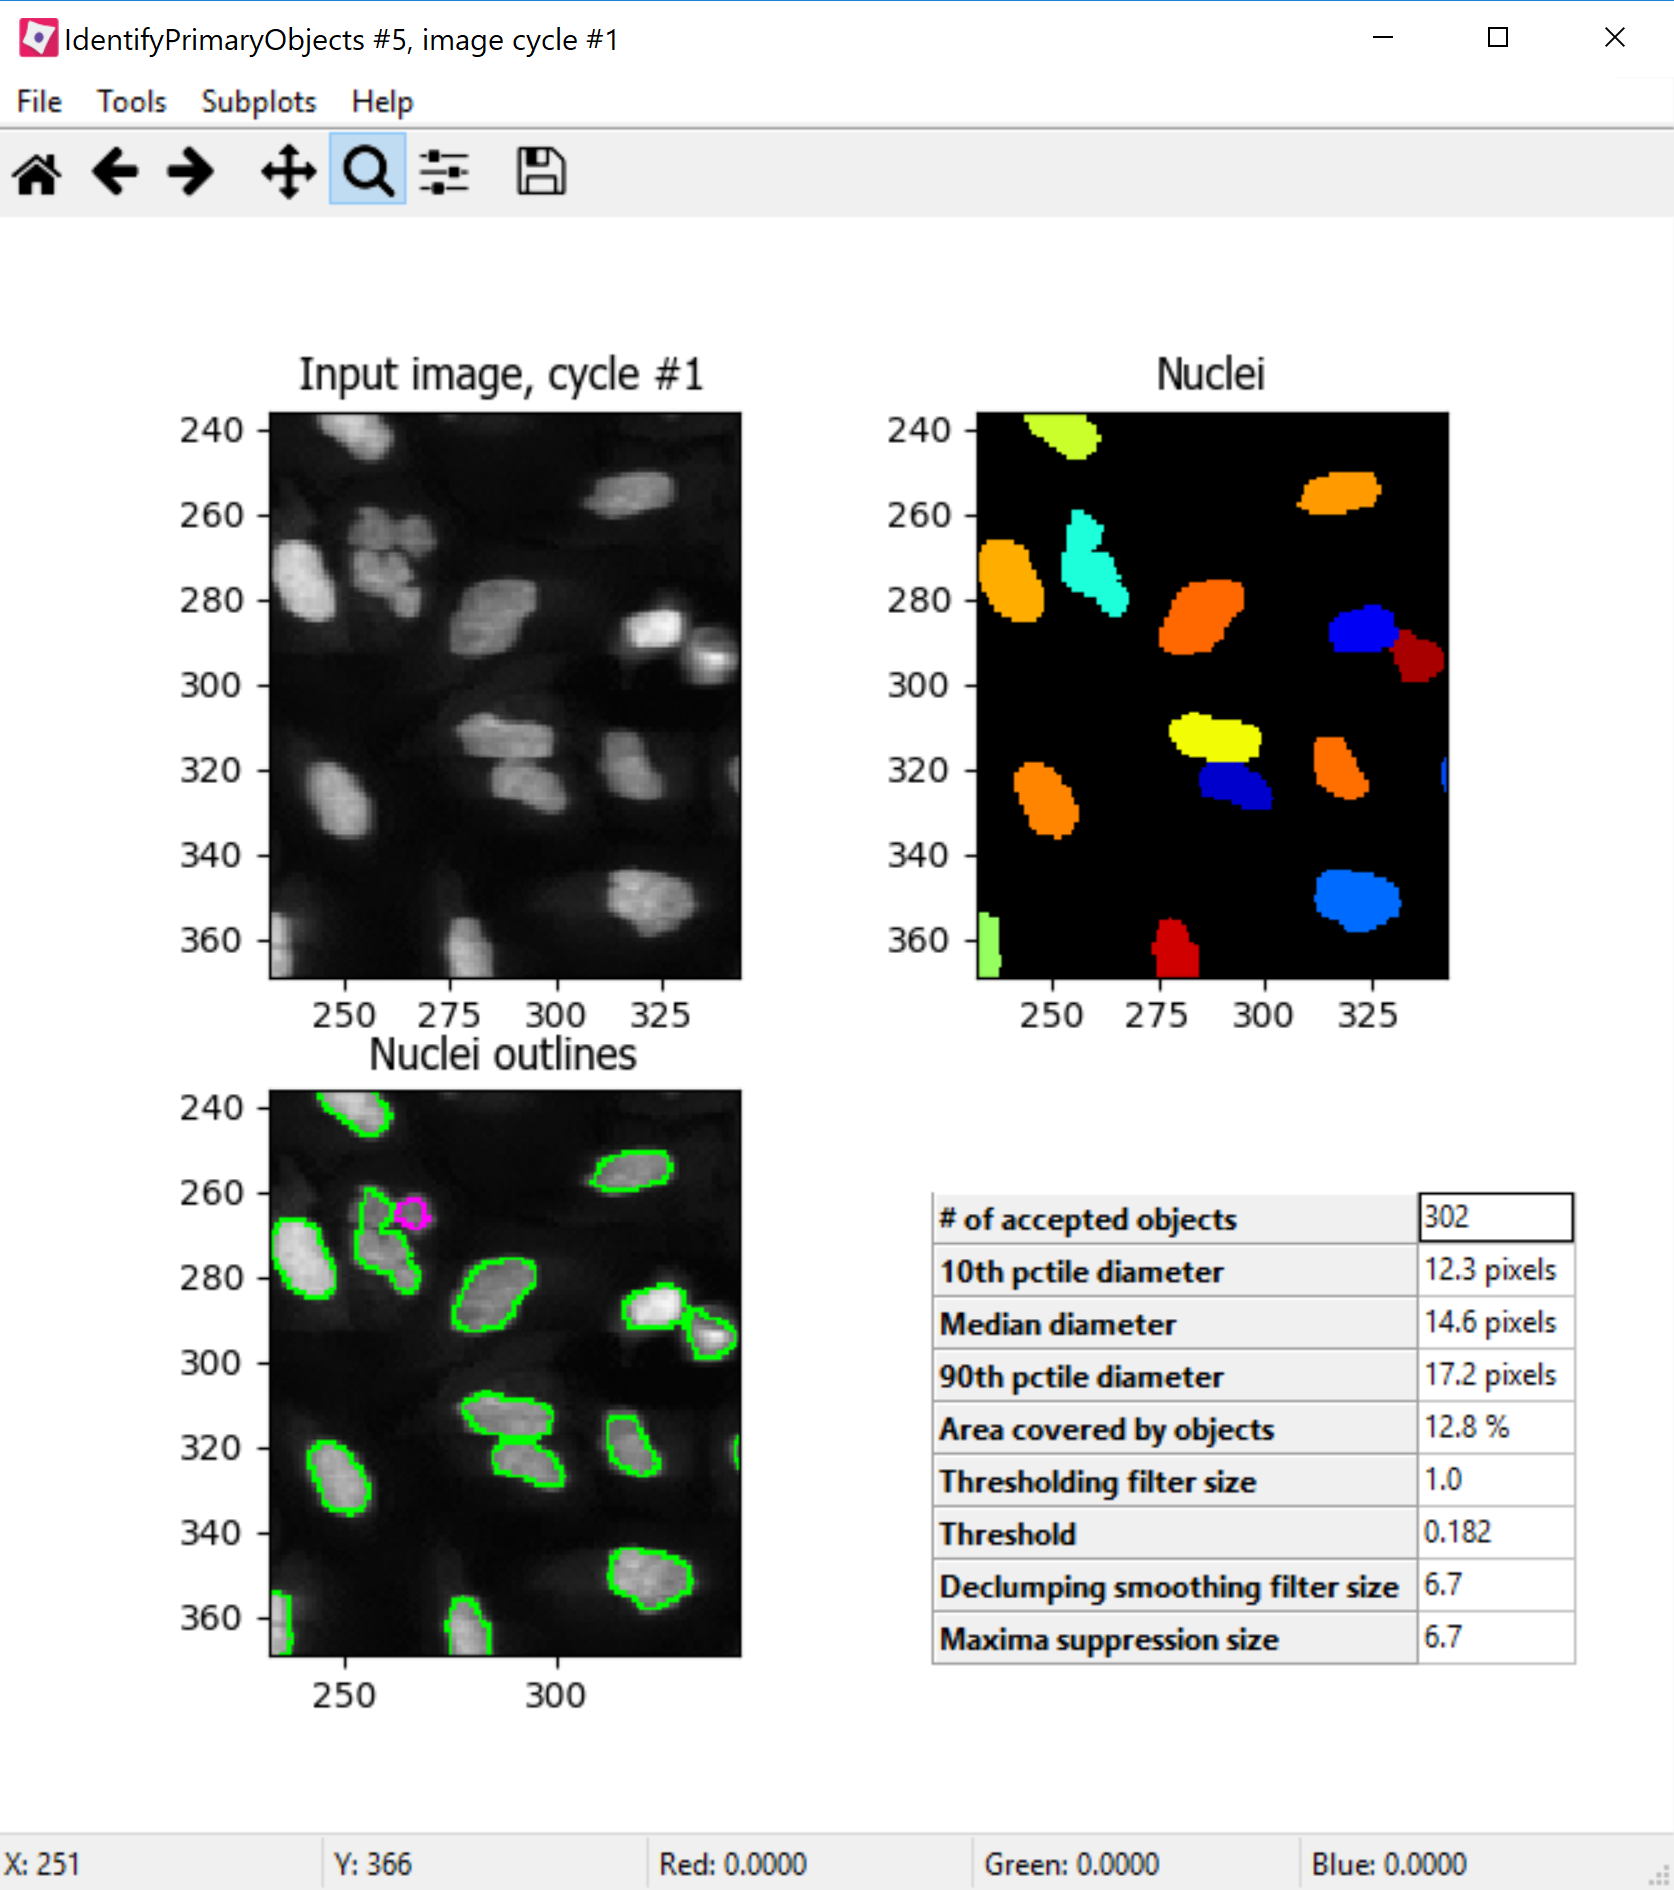 IdentifyPrimaryObjects #5, image cycle #1
File Tools Subplots Help
Input image, cycle #1
240
260
280
300
320
340
360
250 275 300 325
Nuclei
240
260
280
300
320
340
360
250 275 300 325
Nuclei outlines
240
260
280
300
320
340
360
250 300
# of accepted objects 302
10th pctile diameter 12.3 pixels
Median diameter 14.6 pixels
90th pctile diameter 17.2 pixels
Area covered by objects 12.8 %
Thresholding filter size 1.0
Threshold 0.182
Declumping smoothing filter size 6.7
Maxima suppression size 6.7
X: 251 Y: 366 Red: 0.0000 Green: 0.0000 Blue: 0.0000